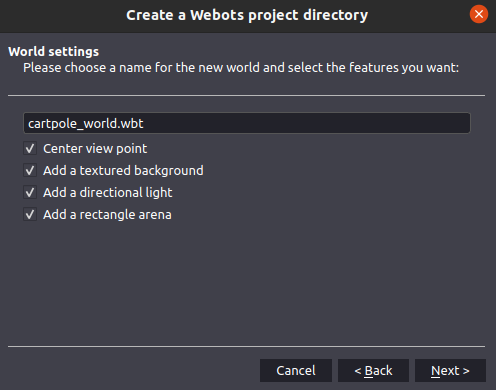 Create a Webots project directory
World settings
Please choose a name for the new world and select the features you want:
cartpole_world.wbt
Center view point
Add a textured background
Add a directional light
Add a rectangle arena
Cancel
< Back
Next >